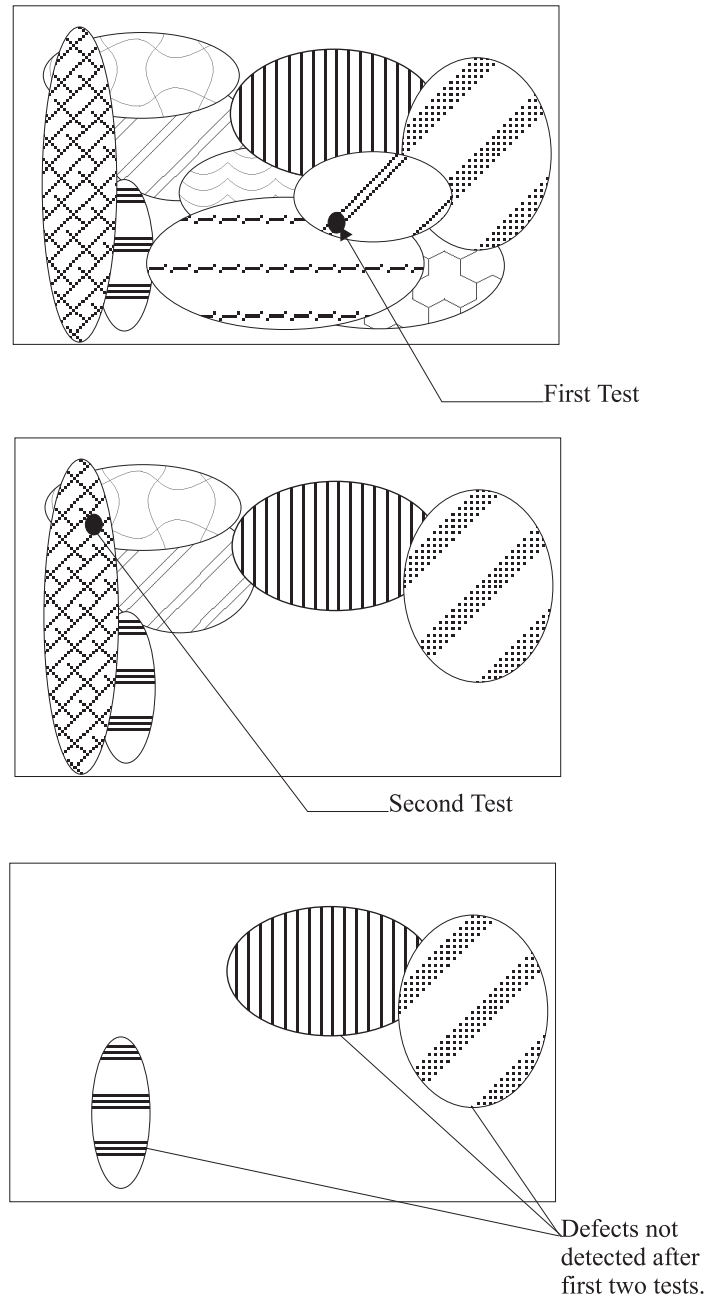 First Test
Second Test
Defects not
detected after
first two tests.